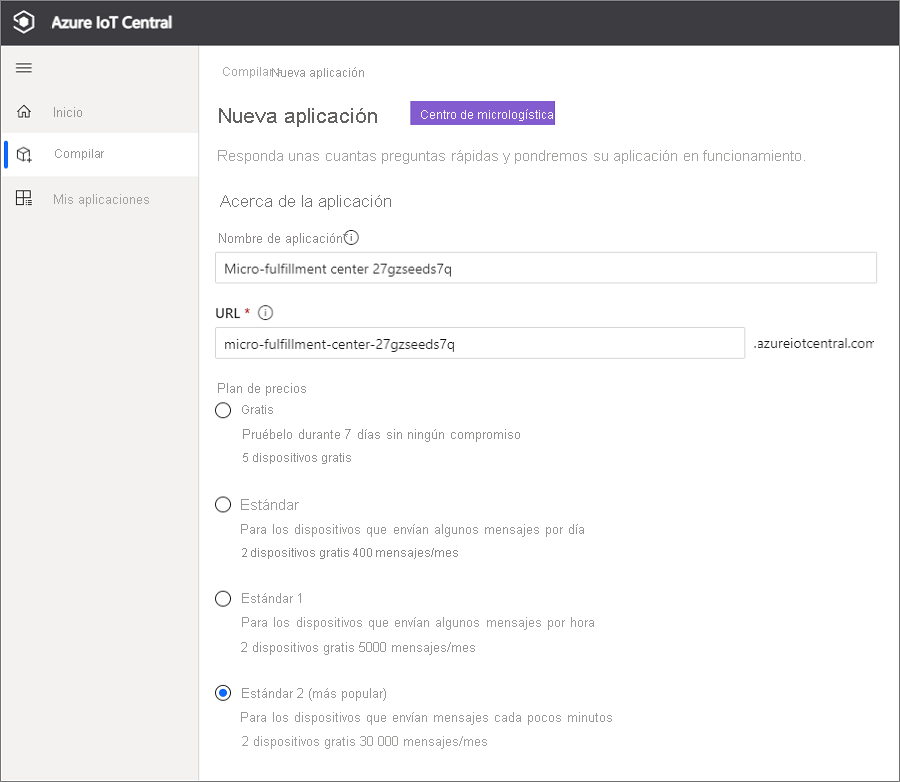 Azure IoT Central
Compilar > Nueva aplicación
Inicio
Compilar
Mis aplicaciones
Nueva aplicación
Centro de micrologística
Responda unas cuantas preguntas rápidas y pondremos su aplicación en funcionamiento.
Acerca de la aplicación
Nombre de aplicación*
Micro-fulfillment center 27gzseeds7q
URL *
micro-fulfillment-center-27gzseeds7q .azureiotcentral.com
Plan de precios
Gratis
Pruébelo durante 7 días sin ningún compromiso
5 dispositivos gratis
Estándar
Para los dispositivos que envían algunos mensajes por día
2 dispositivos gratis 400 mensajes/mes
Estándar 1
Para los dispositivos que envían algunos mensajes por hora
2 dispositivos gratis 5000 mensajes/mes
Estándar 2 (más popular)
Para los dispositivos que envían mensajes cada pocos minutos
2 dispositivos gratis 30 000 mensajes/mes